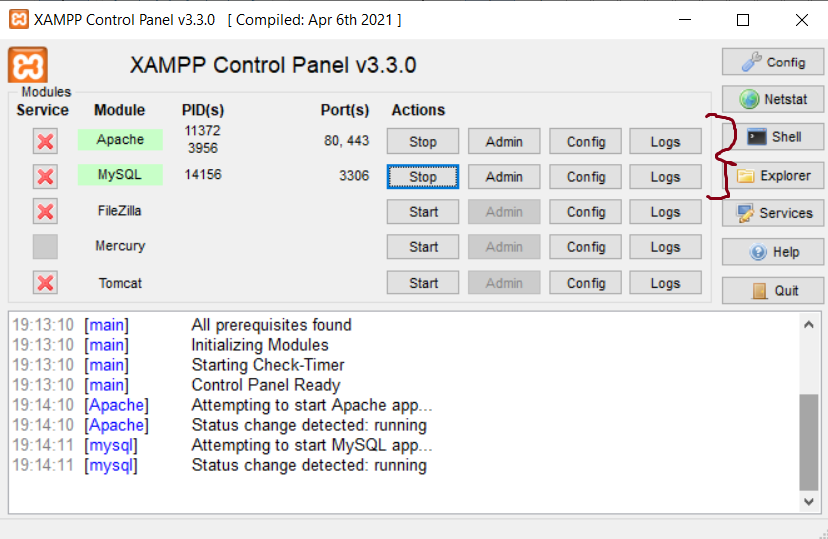 XAMPP Control Panel v3.3.0 [ Compiled: Apr 6th 2021 ]
XAMPP Control Panel v3.3.0
Config
Modules
Service Module PID(s) Port(s) Actions
Netstat
Apache 11372 3956 80, 443 Stop Admin Config Logs
Shell
MySQL 14156 3306 Stop Admin Config Logs
Explorer
FileZilla Start Admin Config Logs
Services
Mercury Start Admin Config Logs
Help
Tomcat Start Admin Config Logs
Quit
19:13:10 [main] All prerequisites found
19:13:10 [main] Initializing Modules
19:13:10 [main] Starting Check-Timer
19:13:10 [main] Control Panel Ready
19:14:10 [Apache] Attempting to start Apache app...
19:14:10 [Apache] Status change detected: running
19:14:11 [mysql] Attempting to start MySQL app...
19:14:11 [mysql] Status change detected: running